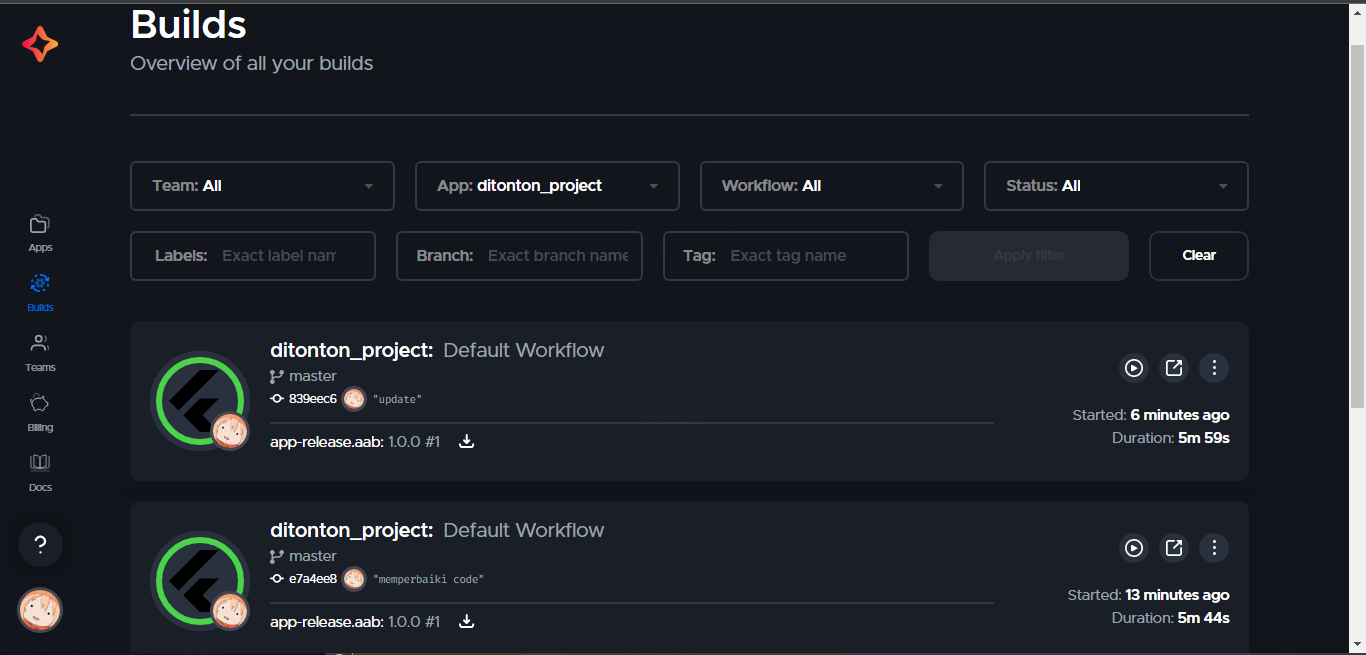 Builds
Overview of all your builds
Team: All
App: ditonton_project
Workflow: All
Status: All
Labels: Exact label nam
Branch: Exact branch name
Tag: Exact tag name
Apply filter
Clear
Apps
Builds
Teams
Billing
Docs
?
ditonton_project: Default Workflow
master
839eec6 "update"
app-release.aab: 1.0.0 #1
Started: 6 minutes ago
Duration: 5m 59s
ditonton_project: Default Workflow
master
e7a4ee8 "memperbaiki code"
app-release.aab: 1.0.0 #1
Started: 13 minutes ago
Duration: 5m 44s